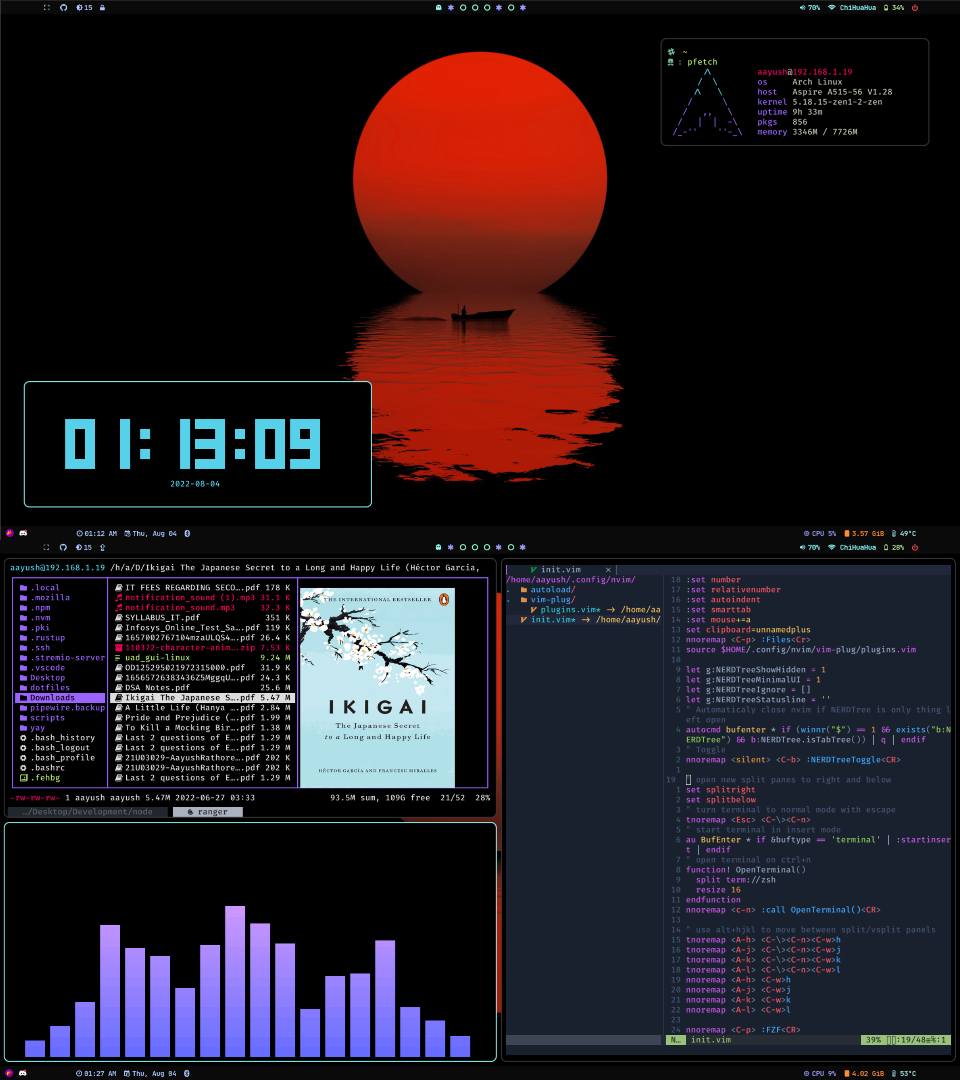 15
70% ChiHuaHua 34%
~
: pfetch
aayush@192.168.1.19
os Arch Linux
host Aspire A515-56 V1.28
kernel 5.18.15-zen1-2-zen
uptime 9h 33m
pkgs 856
memory 3346M / 7726M
01:13:09
2022-08-04
01:12 AM Thu, Aug 04
CPU 5% 3.57 GiB 49°C
15
70% ChiHuaHua 28%
aayush@192.168.1.19 /h/a/D/Ikigai The Japanese Secret to a Long and Happy Life (Héctor García,
.local
.mozilla
.npm
.nvm
.pki
.rustup
.ssh
.stremio-server
.vscode
Desktop
dotfiles
Downloads
pipewire.backup
scripts
yay
.bash_history
.bash_logout
.bash_profile
.bashrc
.fehbg
IT FEES REGARDING SECO….pdf 178 K
notification_sound (1).mp3 31.1 K
notification_sound.mp3 32.3 K
SYLLABUS_IT.pdf 351 K
Infosys_Online_Test_Sa….pdf 119 K
1657002767104mzaULQS4….pdf 26.4 K
110372-character-anim….zip 7.53 K
uad_gui-linux 9.24 M
OD125295021972315000.pdf 31.9 K
1656572638343625MggqU….pdf 24.3 K
DSA Notes.pdf 25.6 M
Ikigai The Japanese S….pdf 5.47 M
A Little Life (Hanya ….pdf 2.84 M
Pride and Prejudice (….pdf 1.99 M
To Kill a Mocking Bir….pdf 1.38 M
Last 2 questions of E….pdf 1.29 M
Last 2 questions of E….pdf 1.29 M
21U03029-AayushRathore….pdf 202 K
21U03029-AayushRathore….pdf 202 K
Last 2 questions of E….pdf 1.29 M
THE INTERNATIONAL BESTSELLER
IKIGAI
The Japanese Secret
to a Long and Happy Life
HÉCTOR GARCÍA AND FRANCESC MIRALLES
-rw-rw-rw- 1 aayush aayush 5.47M 2022-06-27 03:33 93.5M sum, 109G free 21/52 28%
…/Desktop/Development/node ranger
init.vim ×
/home/aayush/.config/nvim/
autoload/
vim-plug/
plugins.vim* → /home/aa
init.vim* → /home/aayush/
18 :set number
17 :set relativenumber
16 :set autoindent
15 :set smarttab
14 :set mouse+=a
13 set clipboard=unnamedplus
12 nnoremap <C-p> :Files<Cr>
11 source $HOME/.config/nvim/vim-plug/plugins.vim
10
9 let g:NERDTreeShowHidden = 1
8 let g:NERDTreeMinimalUI = 1
7 let g:NERDTreeIgnore = []
6 let g:NERDTreeStatusline = ''
5 " Automaticaly close nvim if NERDTree is only thing l
eft open
4 autocmd bufenter * if (winnr("$") == 1 && exists("b:N
ERDTree") && b:NERDTree.isTabTree()) | q | endif
3 " Toggle
2 nnoremap <silent> <C-b> :NERDTreeToggle<CR>
1
19 " open new split panes to right and below
1 set splitright
2 set splitbelow
3 " turn terminal to normal mode with escape
4 tnoremap <Esc> <C-\><C-n>
5 " start terminal in insert mode
6 au BufEnter * if &buftype == 'terminal' | :startinser
t | endif
7 " open terminal on ctrl+n
8 function! OpenTerminal()
9 split term://zsh
10 resize 16
11 endfunction
12 nnoremap <c-n> :call OpenTerminal()<CR>
13
14 " use alt+hjkl to move between split/vsplit panels
15 tnoremap <A-h> <C-\><C-n><C-w>h
16 tnoremap <A-j> <C-\><C-n><C-w>j
17 tnoremap <A-k> <C-\><C-n><C-w>k
18 tnoremap <A-l> <C-\><C-n><C-w>l
19 nnoremap <A-h> <C-w>h
20 nnoremap <A-j> <C-w>j
21 nnoremap <A-k> <C-w>k
22 nnoremap <A-l> <C-w>l
23
24 nnoremap <C-p> :FZF<CR>
N… init.vim 39% :19/48≡%:1
01:27 AM Thu, Aug 04
CPU 9% 4.02 GiB 53°C